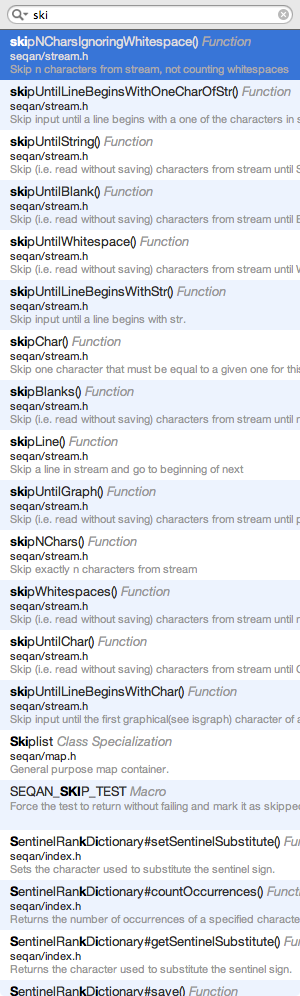 ski
skipNCharsIgnoringWhitespace() Function
seqan/stream.h
Skip n characters from stream, not counting whitespaces
skipUntilLineBeginsWithOneCharOfStr() Function
seqan/stream.h
Skip input until a line begins with a one of the characters in s
skipUntilString() Function
seqan/stream.h
Skip (i.e. read without saving) characters from stream until S
skipUntilBlank() Function
seqan/stream.h
Skip (i.e. read without saving) characters from stream until B
skipUntilWhitespace() Function
seqan/stream.h
Skip (i.e. read without saving) characters from stream until W
skipUntilLineBeginsWithStr() Function
seqan/stream.h
Skip input until a line begins with str.
skipChar() Function
seqan/stream.h
Skip one character that must be equal to a given one for this
skipBlanks() Function
seqan/stream.h
Skip (i.e. read without saving) characters from stream until n
skipLine() Function
seqan/stream.h
Skip a line in stream and go to beginning of next
skipUntilGraph() Function
seqan/stream.h
Skip (i.e. read without saving) characters from stream until p
skipNChars() Function
seqan/stream.h
Skip exactly n characters from stream
skipWhitespaces() Function
seqan/stream.h
Skip (i.e. read without saving) characters from stream until n
skipUntilChar() Function
seqan/stream.h
Skip (i.e. read without saving) characters from stream until C
skipUntilLineBeginsWithChar() Function
seqan/stream.h
Skip input until the first graphical(see isgraph) character of a
Skiplist Class Specialization
seqan/map.h
General purpose map container.
SEQAN_SKIP_TEST Macro
Force the test to return without failing and mark it as skippe
SentinelRankDictionary#setSentinelSubstitute() Fu
seqan/index.h
Sets the character used to substitute the sentinel sign.
SentinelRankDictionary#countOccurrences() Functi
seqan/index.h
Returns the number of occurrences of a specified characte
SentinelRankDictionary#getSentinelSubstitute() Fu
seqan/index.h
Returns the character used to substitute the sentinel sign.
SentinelRankDictionary#save() Function